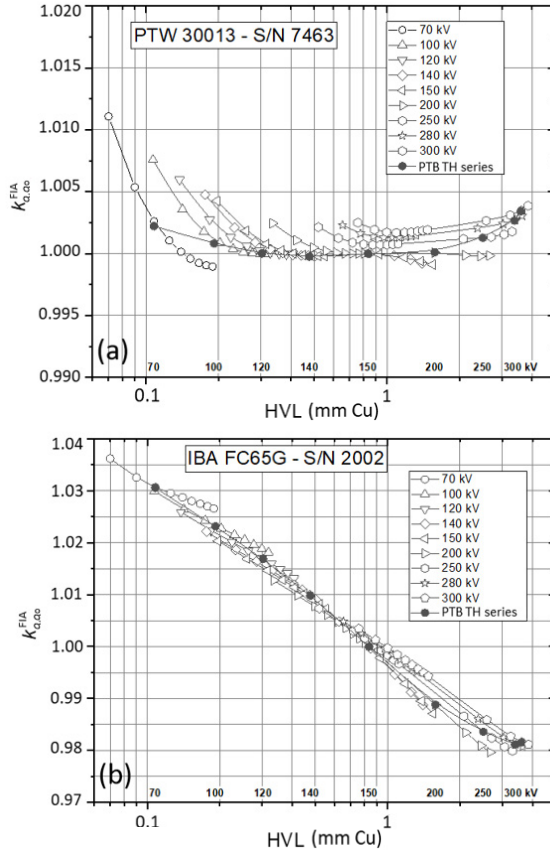 1.020
PTW 30013 - S/N 7463
1.015
1.010
1.005
1.000
0.995
0.990
k_{Q,Q0}^{FIA}
70 kV
100 kV
120 kV
140 kV
150 kV
200 kV
250 kV
280 kV
300 kV
PTB TH series
(a)
70 100 120 140 150 200 250 300 kV
0.1 1
HVL (mm Cu)
1.04
IBA FC65G - S/N 2002
1.03
1.02
1.01
1.00
0.99
0.98
0.97
k_{Q,Q0}^{FIA}
70 kV
100 kV
120 kV
140 kV
150 kV
200 kV
250 kV
280 kV
300 kV
PTB TH series
(b)
70 100 120 140 150 200 250 300 kV
0.1 1
HVL (mm Cu)